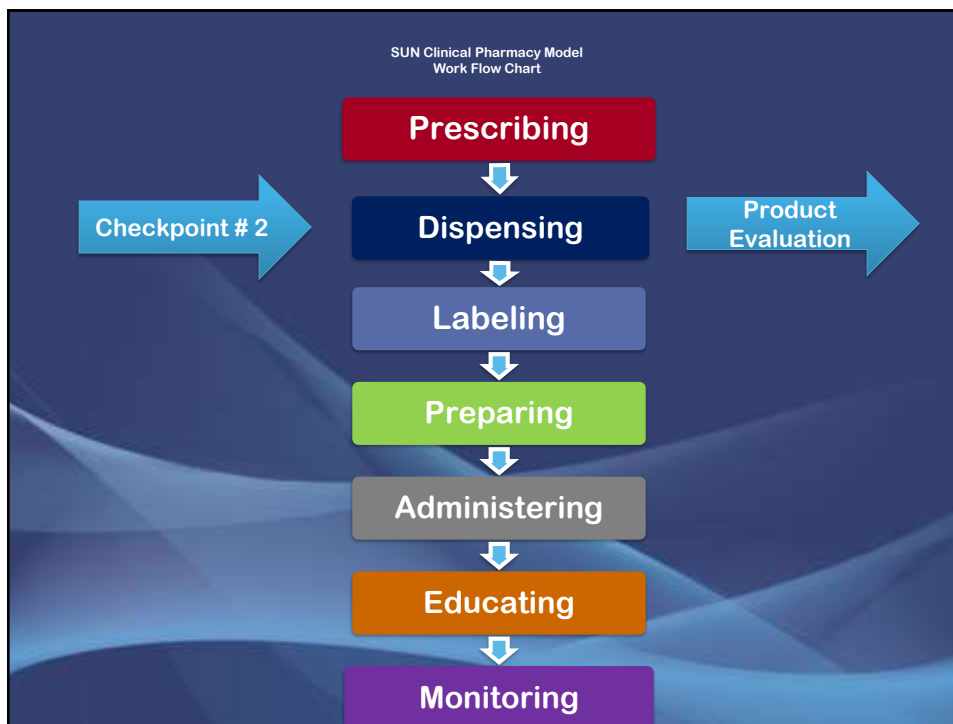 SUN Clinical Pharmacy Model
Work Flow Chart
Prescribing
Checkpoint # 2
Dispensing
Product
Evaluation
Labeling
Preparing
Administering
Educating
Monitoring